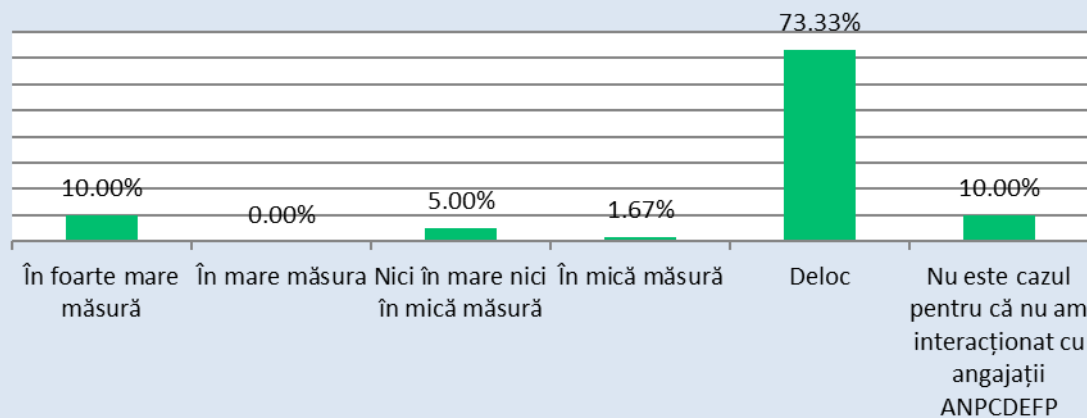 73.33%
10.00%
0.00%
5.00%
1.67%
10.00%
În foarte mare
măsură
În mare măsura
Nici în mare nici
în mică măsură
În mică măsură
Deloc
Nu este cazul
pentru că nu am
interacționat cu
angajații
ANPCDEFP